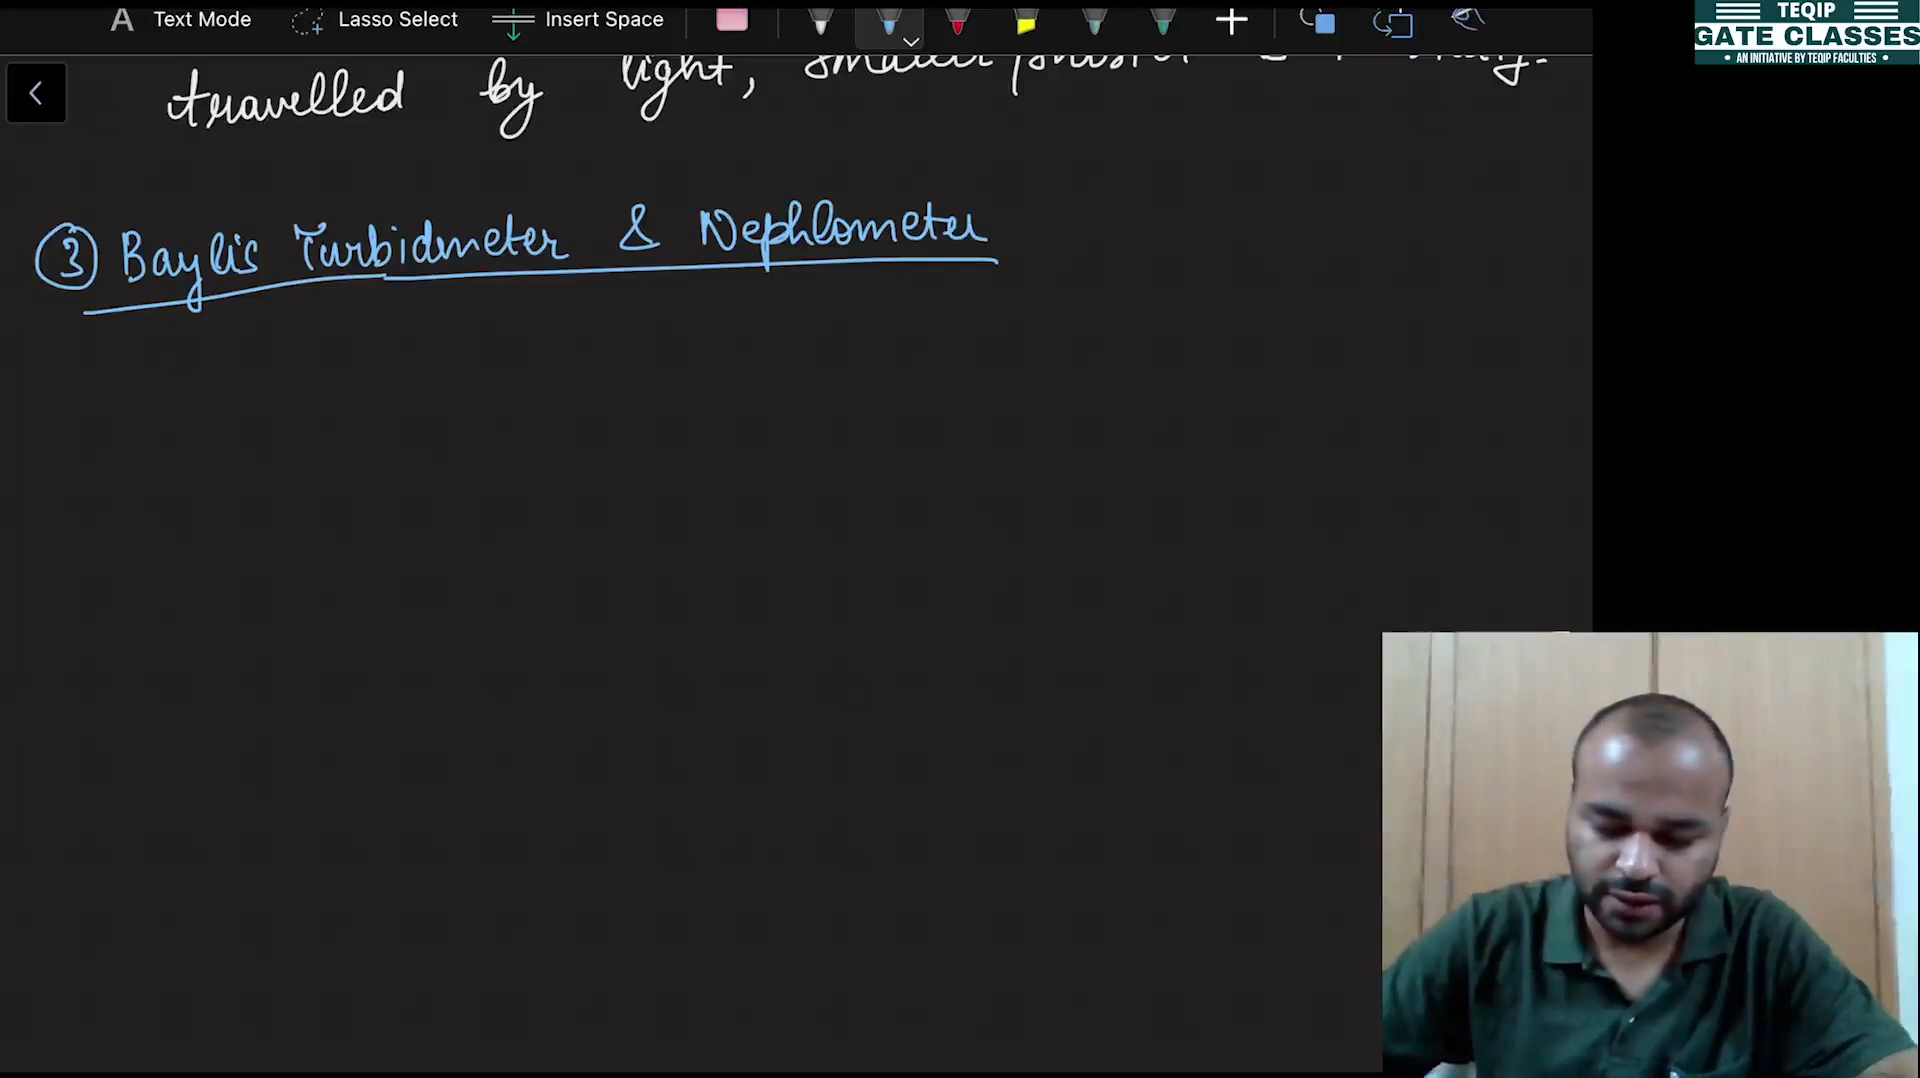 A Text Mode Lasso Select Insert Space
TEQIP
GATE CLASSES
• AN INITIATIVE BY TEQIP FACULTIES •
travelled by light, smaller
③ Baylis Turbidmeter & Nephlometer